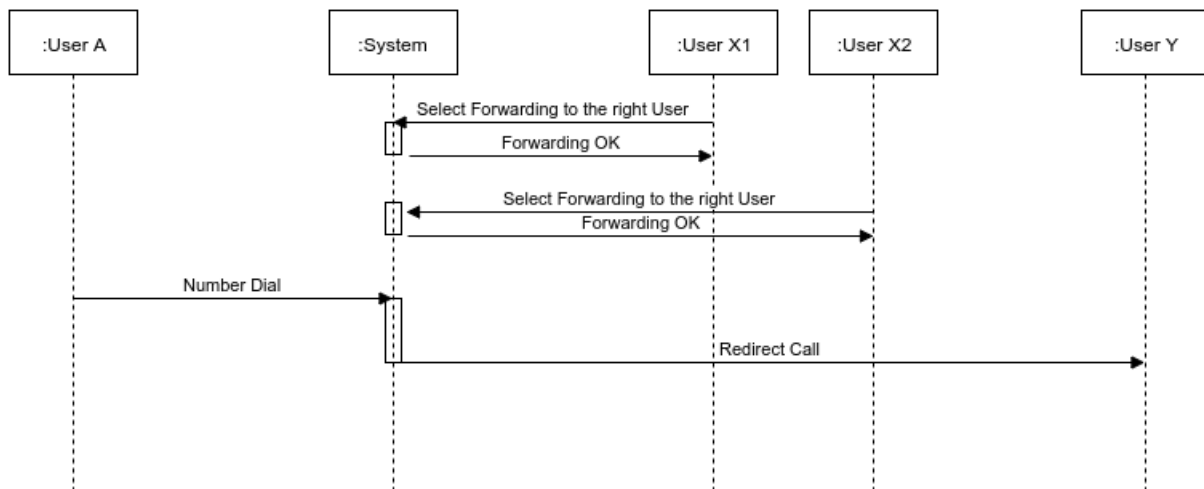 :User A
:System
:User X1
:User X2
:User Y
Select Forwarding to the right User
Forwarding OK
Select Forwarding to the right User
Forwarding OK
Number Dial
Redirect Call